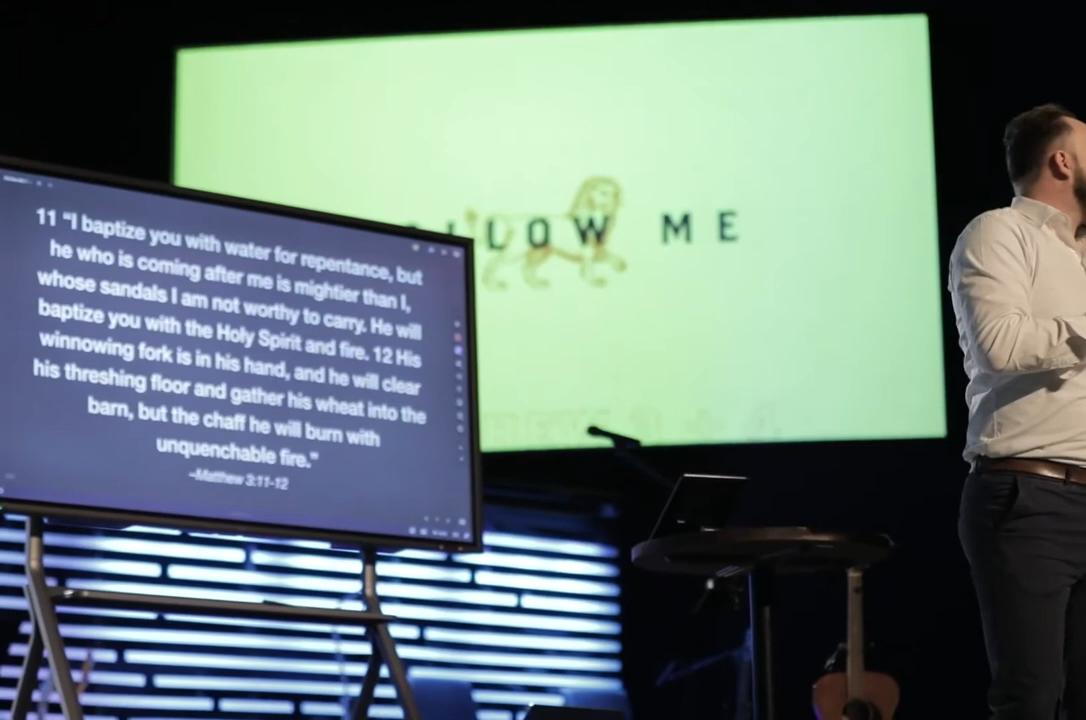 11 “I baptize you with water for repentance, but
he who is coming after me is mightier than I,
whose sandals I am not worthy to carry. He will
baptize you with the Holy Spirit and fire. 12 His
winnowing fork is in his hand, and he will clear
his threshing floor and gather his wheat into the
barn, but the chaff he will burn with
unquenchable fire.”
–Matthew 3:11-12
LLOW ME